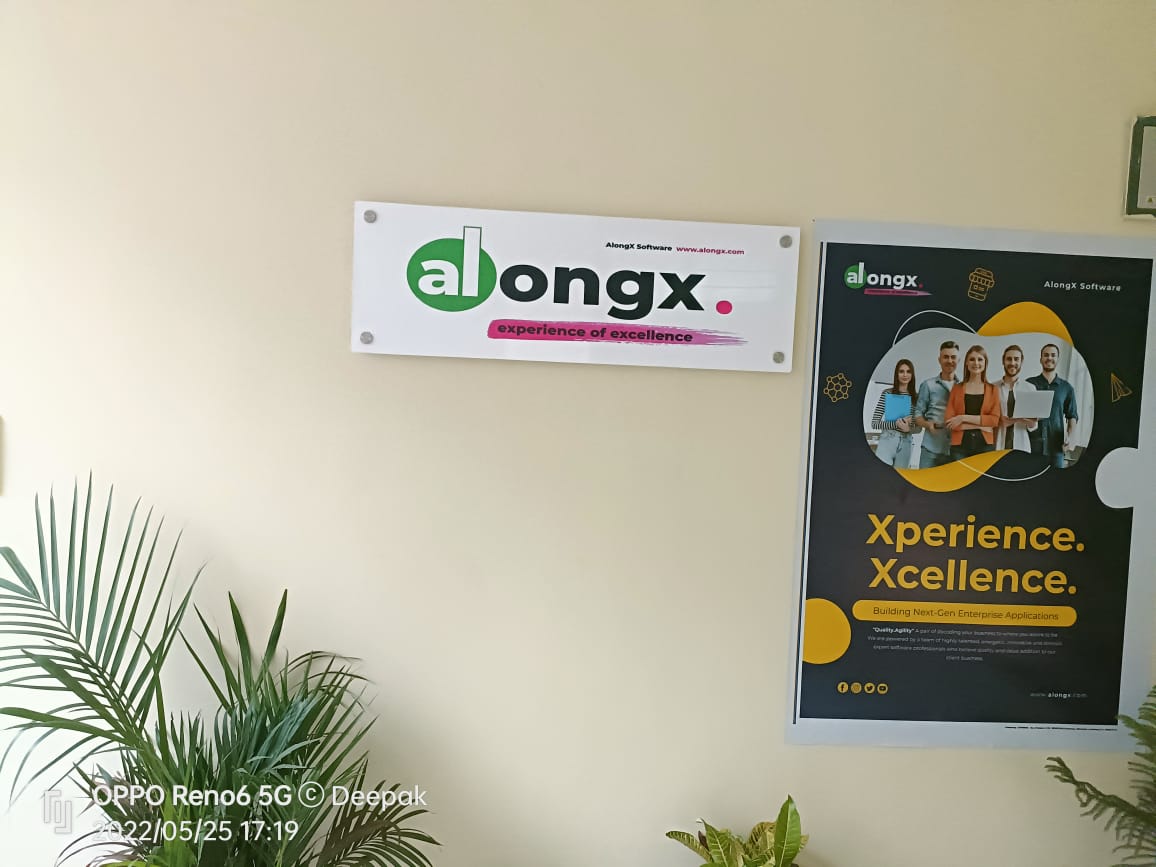 AlongX Software www.alongx.com
alongx.
experience of excellence
alongx.
AlongX Software
Xperience.
Xcellence.
Building Next-Gen Enterprise Applications
"Quality.Agility" A pair of decoding your business to where you desire to be
We are powered by a team of highly talented, energetic, innovative and domain
expert software professionals who believe quality and value addition to our
client business.
www.alongx.com
OPPO Reno6 5G © Deepak
2022/05/25 17:19